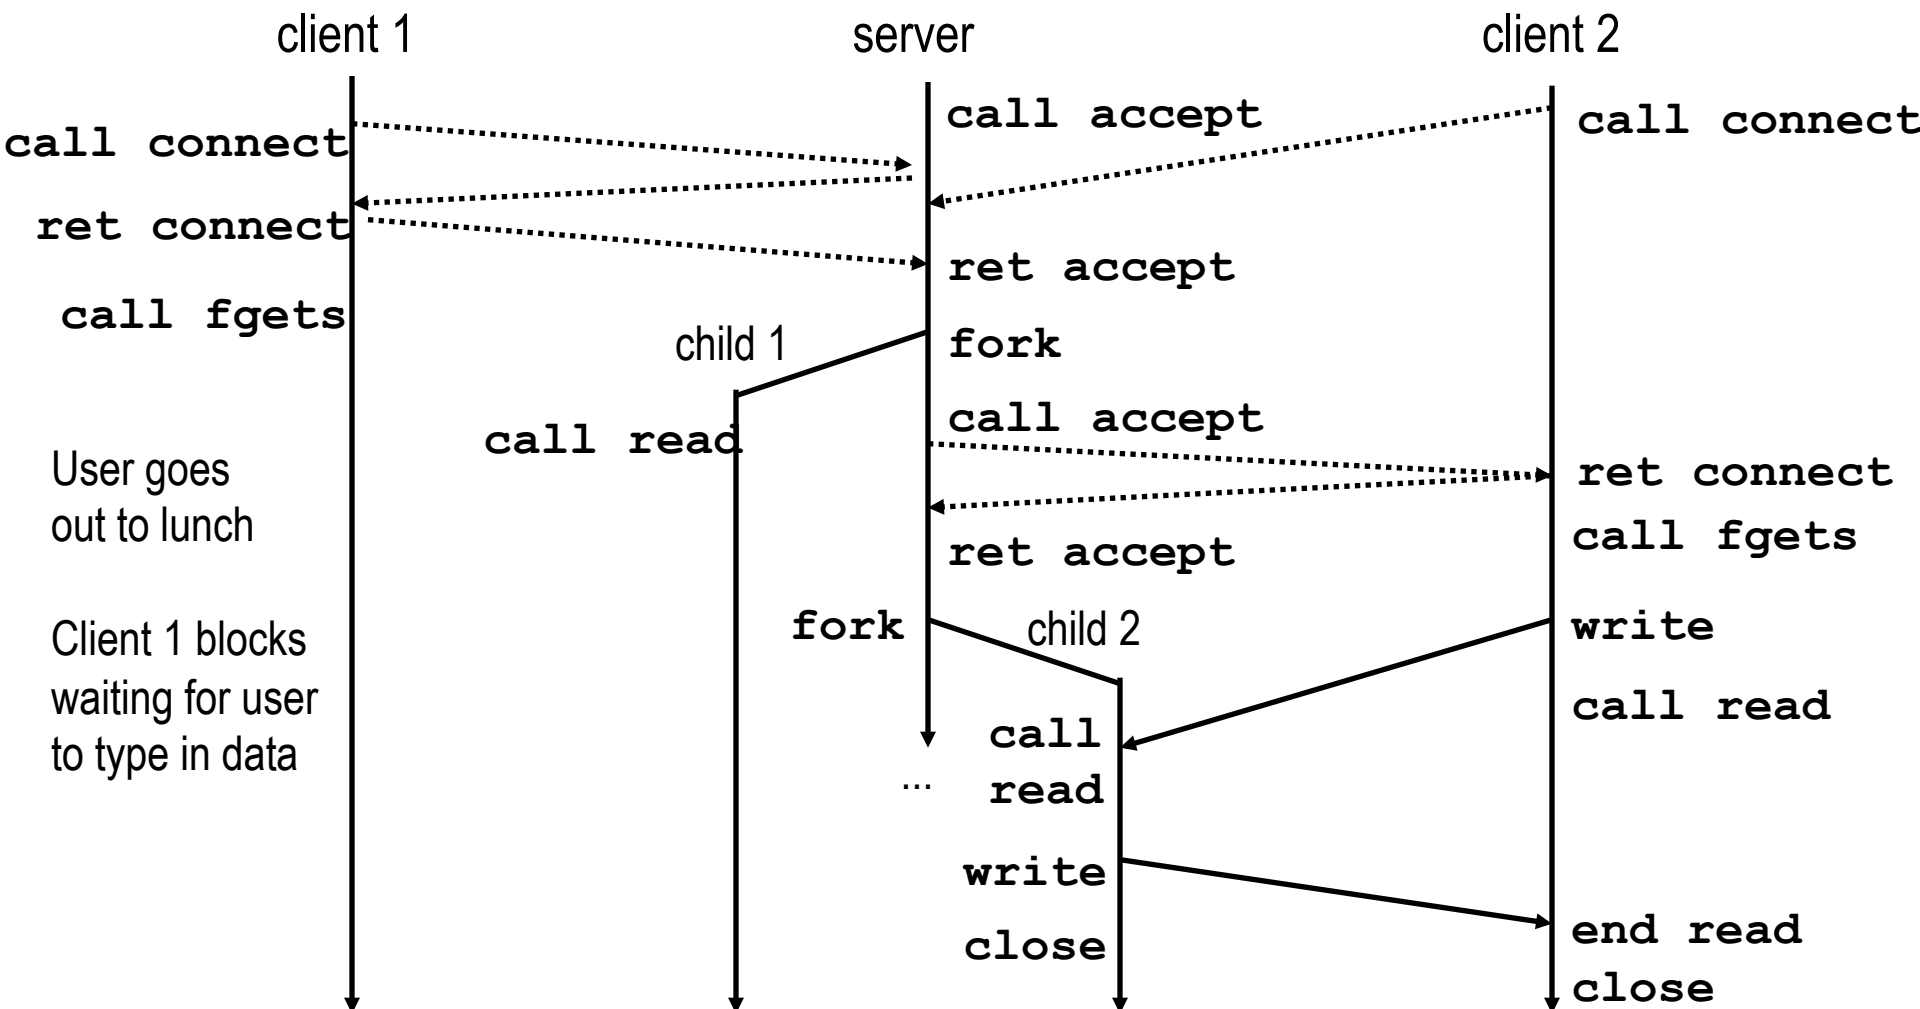 client 1
server
client 2
call connect
call accept
call connect
ret connect
ret accept
call fgets
child 1
fork
call accept
call read
User goes
out to lunch
ret connect
call fgets
ret accept
Client 1 blocks
waiting for user
to type in data
fork
child 2
write
call read
call
read
...
write
close
end read
close